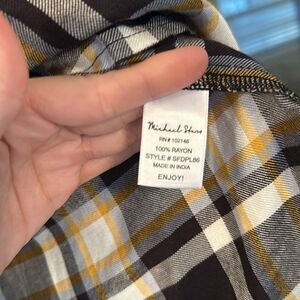 Michael Stars
RN# 102146
100% RAYON
STYLE # SFDPL86
MADE IN INDIA
ENJOY!